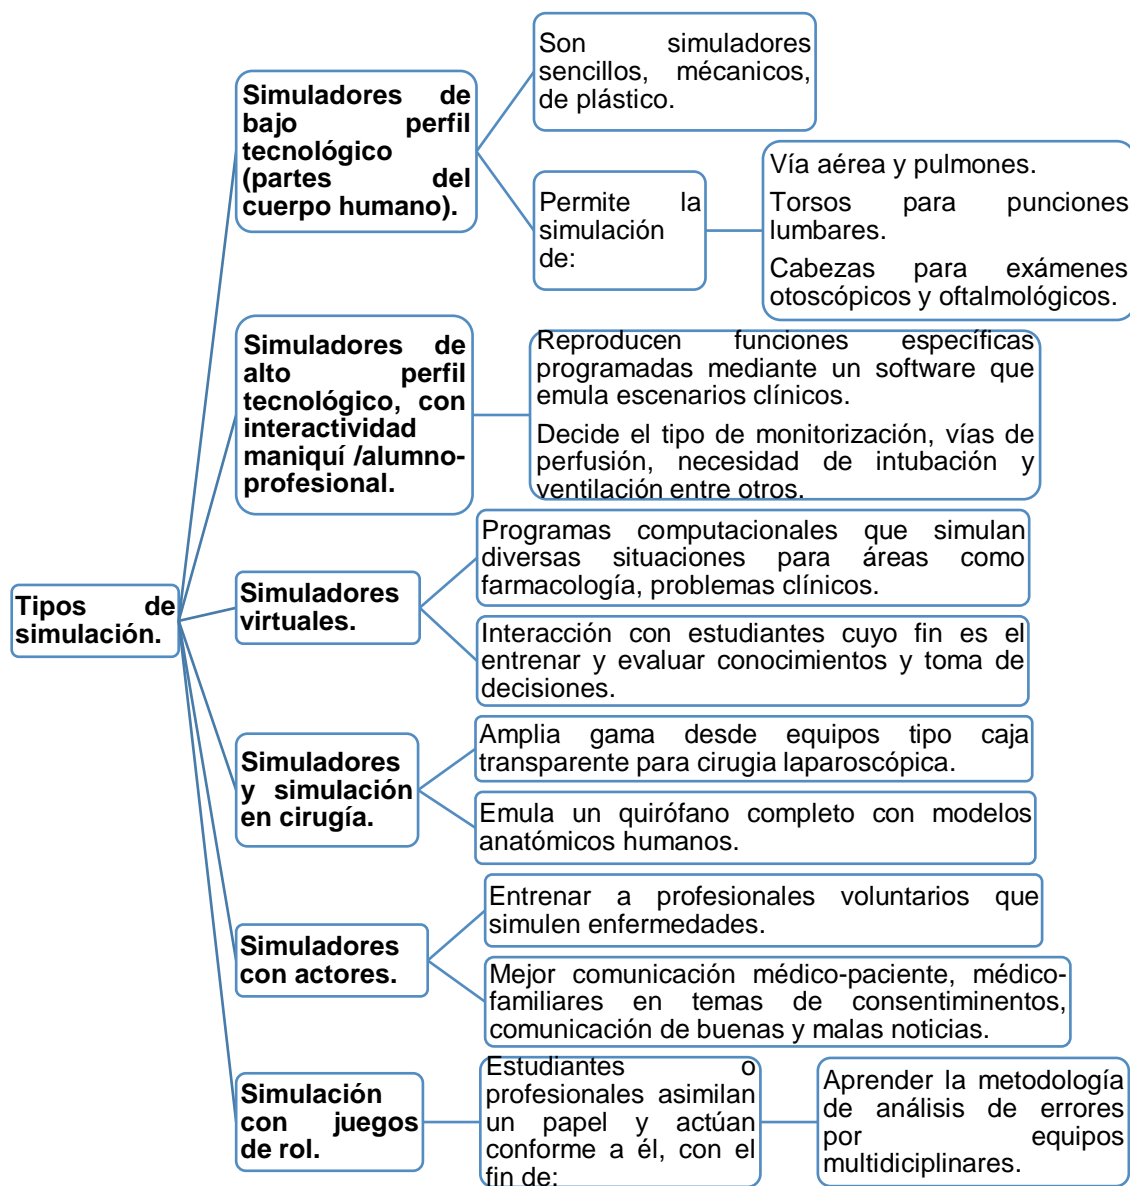 Tipos de
simulación.
Simuladores de
bajo perfil
tecnológico
(partes del
cuerpo humano).
Son simuladores
sencillos, mécanicos,
de plástico.
Permite la
simulación
de:
Vía aérea y pulmones.
Torsos para punciones
lumbares.
Cabezas para exámenes
otoscópicos y oftalmológicos.
Simuladores de
alto perfil
tecnológico, con
interactividad
maniquí /alumno-
profesional.
Reproducen funciones específicas
programadas mediante un software que
emula escenarios clínicos.
Decide el tipo de monitorización, vías de
perfusión, necesidad de intubación y
ventilación entre otros.
Simuladores
virtuales.
Programas computacionales que simulan
diversas situaciones para áreas como
farmacología, problemas clínicos.
Interacción con estudiantes cuyo fin es el
entrenar y evaluar conocimientos y toma de
decisiones.
Simuladores
y simulación
en cirugía.
Amplia gama desde equipos tipo caja
transparente para cirugia laparoscópica.
Emula un quirófano completo con modelos
anatómicos humanos.
Simuladores
con actores.
Entrenar a profesionales voluntarios que
simulen enfermedades.
Mejor comunicación médico-paciente, médico-
familiares en temas de consentiminentos,
comunicación de buenas y malas noticias.
Simulación
con juegos
de rol.
Estudiantes o
profesionales asimilan
un papel y actúan
conforme a él, con el
fin de:
Aprender la metodología
de análisis de errores
por equipos
multidiciplinares.